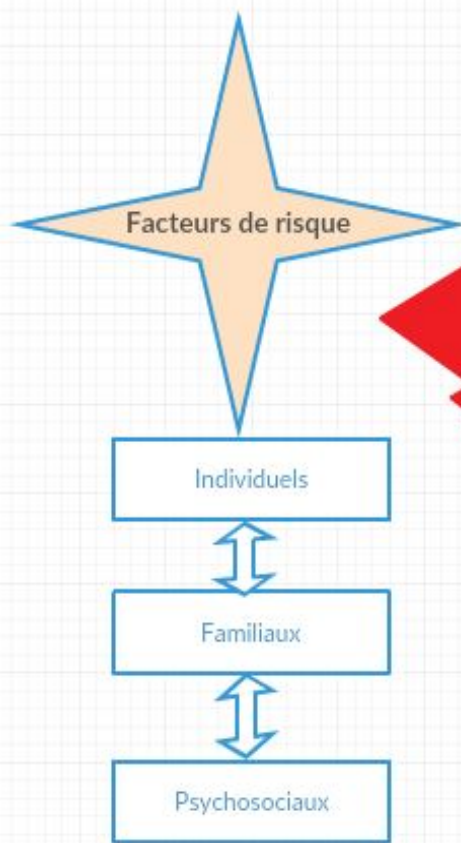 Facteurs de risque
Individuels
Familiaux
Psychosociaux